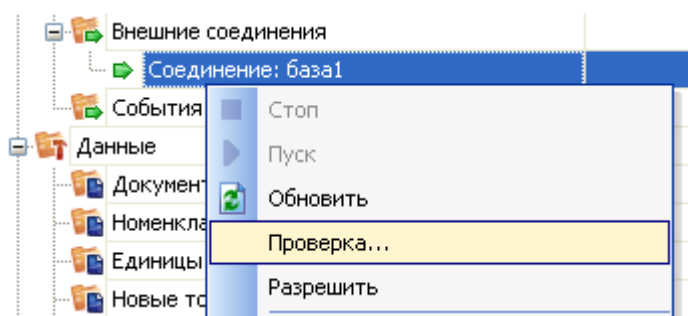 Внешние соединения
Соединение: база1
События
Стоп
Данные
Пуск
Документ
Обновить
Номенкла
Проверка...
Единицы
Разрешить
Новые то